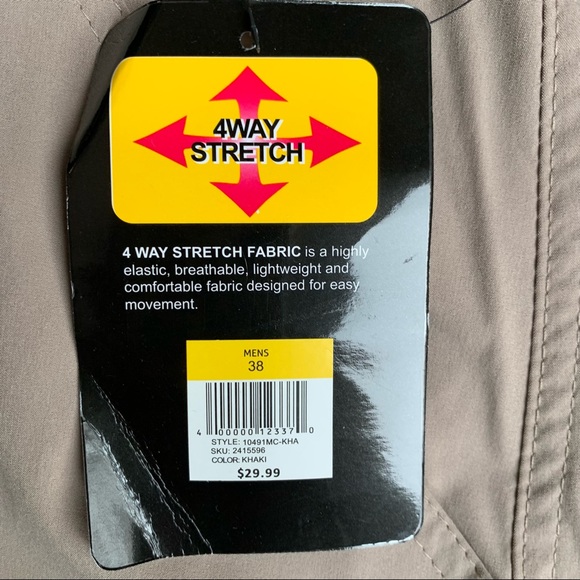 4WAY
STRETCH
4 WAY STRETCH FABRIC is a highly
elastic, breathable, lightweight and
comfortable fabric designed for easy
movement.
MENS
38
4 00000 12337 0
STYLE: 10491MC-KHA
SKU: 2415596
COLOR: KHAKI
$29.99